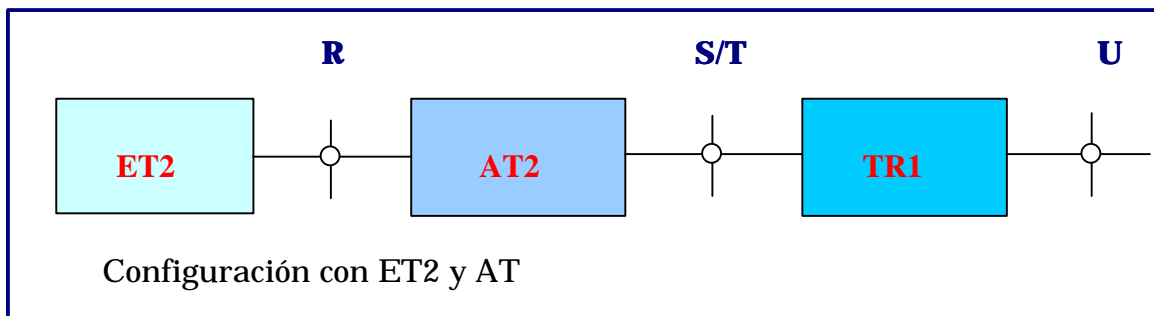 R S/T U
ET2 AT2 TR1
Configuración con ET2 y AT